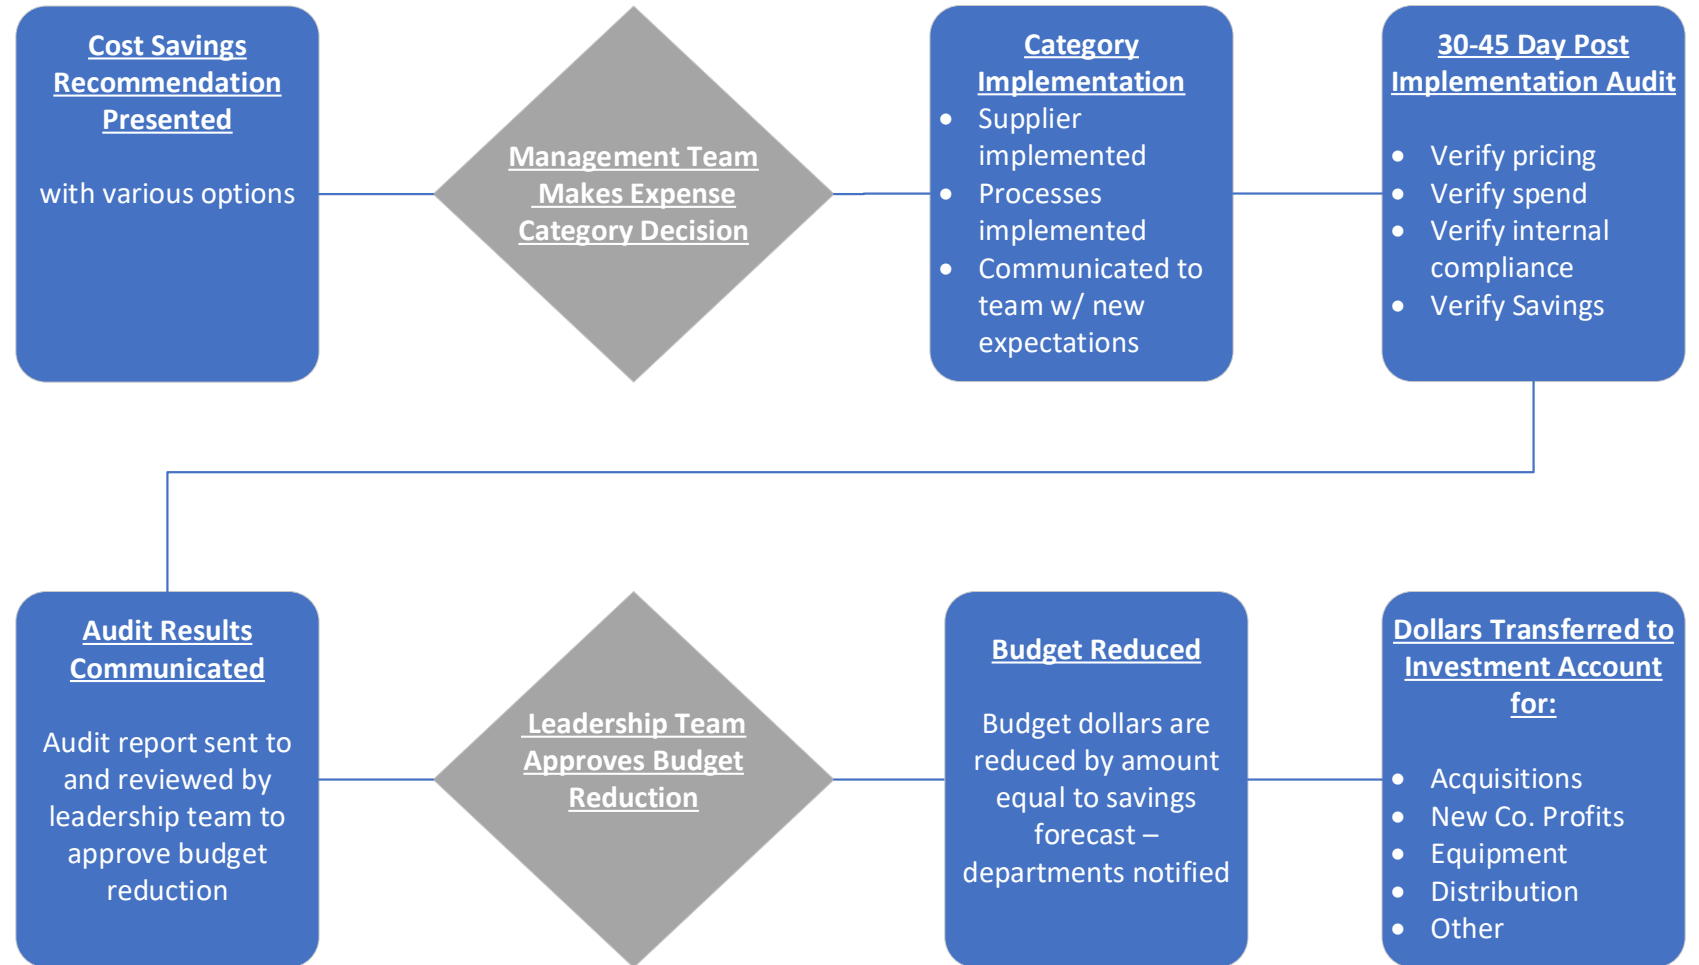 Cost Savings
Recommendation
Presented
with various options
Management Team
Makes Expense
Category Decision
Category
Implementation
• Supplier
implemented
• Processes
implemented
• Communicated to
team w/ new
expectations
30-45 Day Post
Implementation Audit
• Verify pricing
• Verify spend
• Verify internal
compliance
• Verify Savings
Audit Results
Communicated
Audit report sent to
and reviewed by
leadership team to
approve budget
reduction
Leadership Team
Approves Budget
Reduction
Budget Reduced
Budget dollars are
reduced by amount
equal to savings
forecast –
departments notified
Dollars Transferred to
Investment Account
for:
• Acquisitions
• New Co. Profits
• Equipment
• Distribution
• Other